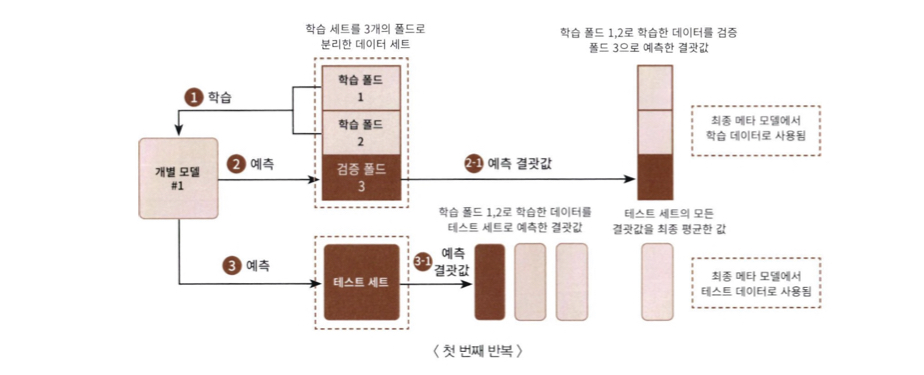 학습 세트를 3개의 폴드로
분리한 데이터 세트
학습 폴드 1,2로 학습한 데이터를 검증
폴드 3으로 예측한 결괏값
1 학습
학습 폴드
1
학습 폴드
2
검증 폴드
3
개별 모델
#1
2 예측
2-1 예측 결괏값
최종 메타 모델에서
학습 데이터로 사용됨
학습 폴드 1,2로 학습한 데이터를
테스트 세트로 예측한 결괏값
테스트 세트의 모든
결괏값을 최종 평균한 값
3 예측
테스트 세트
3-1 예측
결괏값
최종 메타 모델에서
테스트 데이터로 사용됨
〈 첫 번째 반복 〉